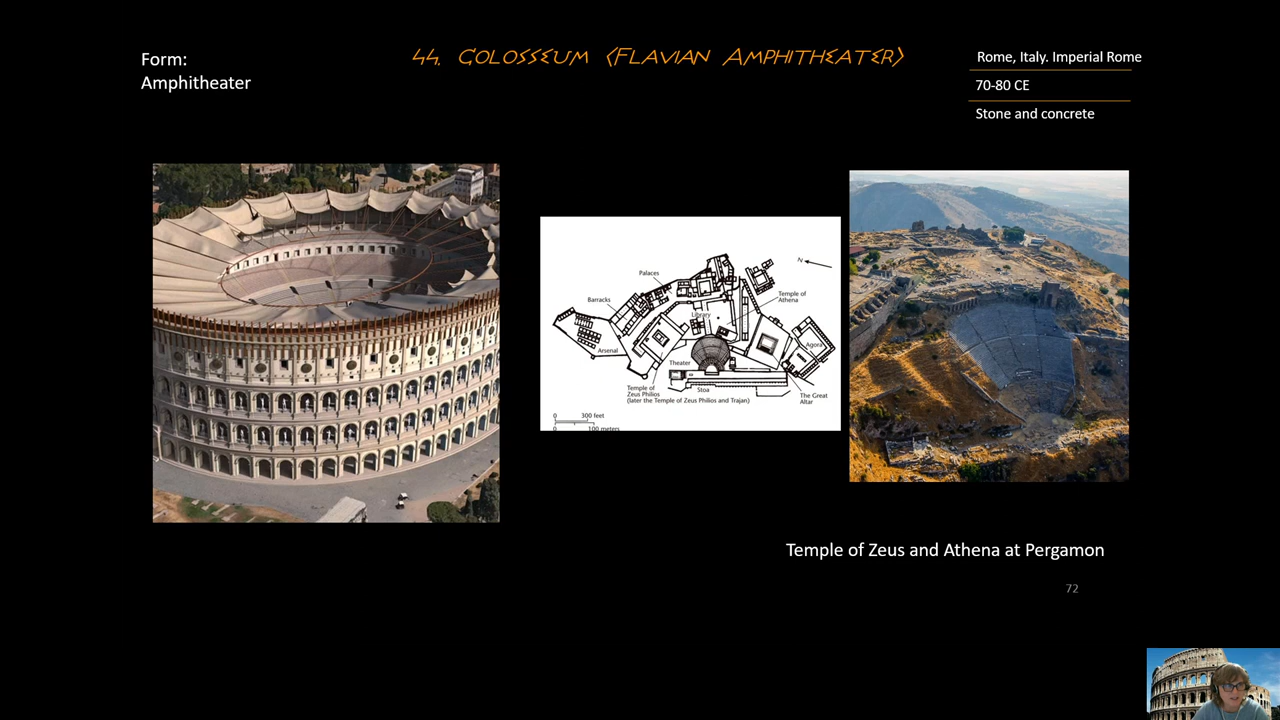 Form:
Amphitheater
44. Colosseum (Flavian Amphitheater)
Rome, Italy. Imperial Rome
70-80 CE
Stone and concrete
N
Palaces
Temple of
Athena
Barracks
Library
Agora
Arsenal
Theater
Temple of
Zeus Philios
(later the Temple of Zeus Philios and Trajan)
Stoa
The Great
Altar
0 300 feet
0 100 meters
Temple of Zeus and Athena at Pergamon
72